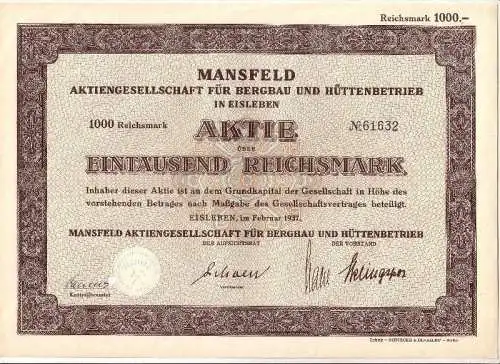 Reichsmark 1000.–
MANSFELD
AKTIENGESELLSCHAFT FÜR BERGBAU UND HÜTTENBETRIEB
IN EISLEBEN
1000 Reichsmark AKTIE № 61632
ÜBER
EINTAUSEND REICHSMARK
Inhaber dieser Aktie ist an dem Grundkapital der Gesellschaft in Höhe des
vorstehenden Betrages nach Maßgabe des Gesellschaftsvertrages beteiligt.
EISLEBEN, im Februar 1937.
MANSFELD AKTIENGESELLSCHAFT FÜR BERGBAU UND HÜTTENBETRIEB
DER AUFSICHTSRAT DER VORSTAND
Kontrollbeamter